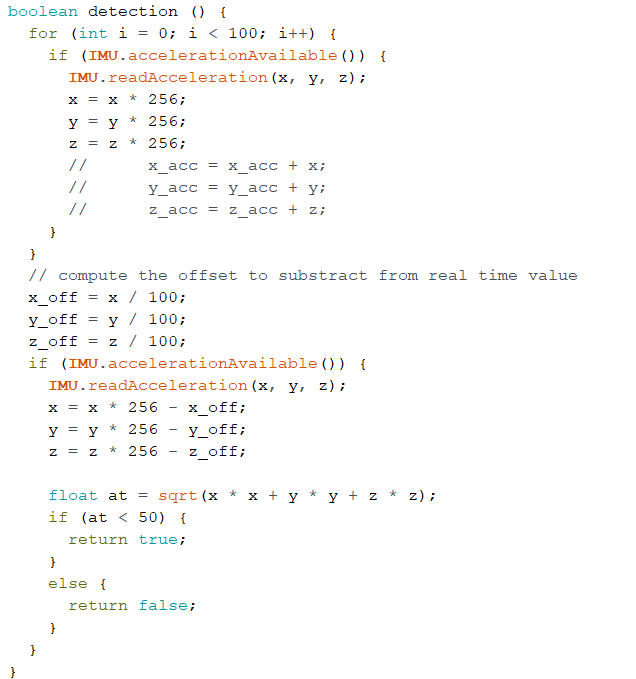 boolean detection () {
  for (int i = 0; i < 100; i++) {
    if (IMU.accelerationAvailable()) {
      IMU.readAcceleration(x, y, z);
      x = x * 256;
      y = y * 256;
      z = z * 256;
      //      x_acc = x_acc + x;
      //      y_acc = y_acc + y;
      //      z_acc = z_acc + z;
    }
  }
  // compute the offset to substract from real time value
  x_off = x / 100;
  y_off = y / 100;
  z_off = z / 100;
  if (IMU.accelerationAvailable()) {
    IMU.readAcceleration(x, y, z);
    x = x * 256 - x_off;
    y = y * 256 - y_off;
    z = z * 256 - z_off;

    float at = sqrt(x * x + y * y + z * z);
    if (at < 50) {
      return true;
    }
    else {
      return false;
    }
  }
}